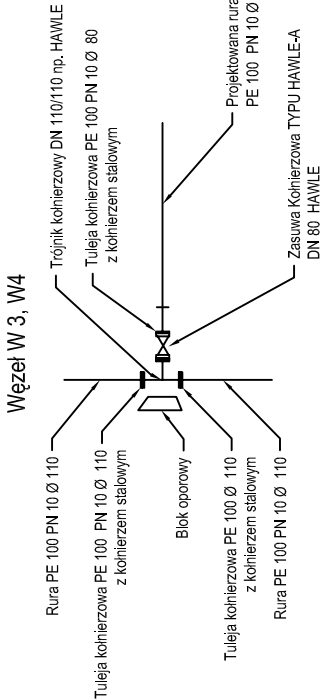 Węzeł W 3, W4
Rura PE 100 PN 10 Ø 110
Tuleja kołnierzowa PE 100 PN 10 Ø 110
z kołnierzem stalowym
Blok oporowy
Tuleja kołnierzowa PE 100 Ø 110
z kołnierzem stalowym
Rura PE 100 PN 10 Ø 110
Trójnik kołnierzowy DN 110/110 np. HAWLE
Tuleja kołnierzowa PE 100 PN 10 Ø 80
z kołnierzem stalowym
Projektowana rura
PE 100 PN 10 Ø
Zasuwa Kołnierzowa TYPU HAWLE-A
DN 80 HAWLE